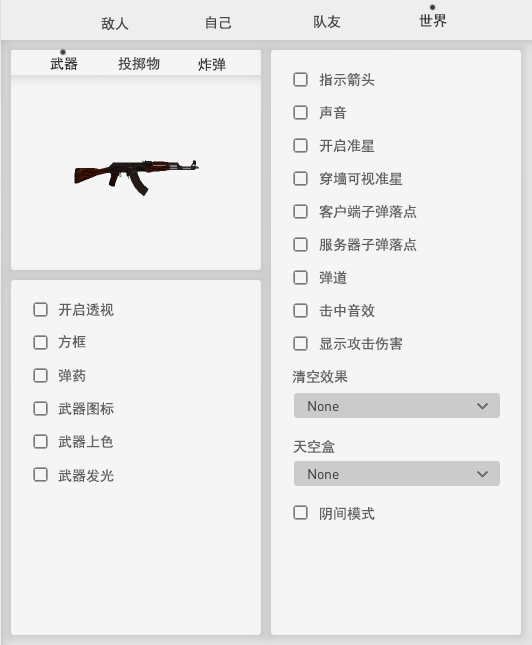 敌人 自己 队友 世界
武器 投掷物 炸弹
开启透视
方框
弹药
武器图标
武器上色
武器发光
指示箭头
声音
开启准星
穿墙可视准星
客户端子弹落点
服务器子弹落点
弹道
击中音效
显示攻击伤害
清空效果
None
天空盒
None
阴间模式